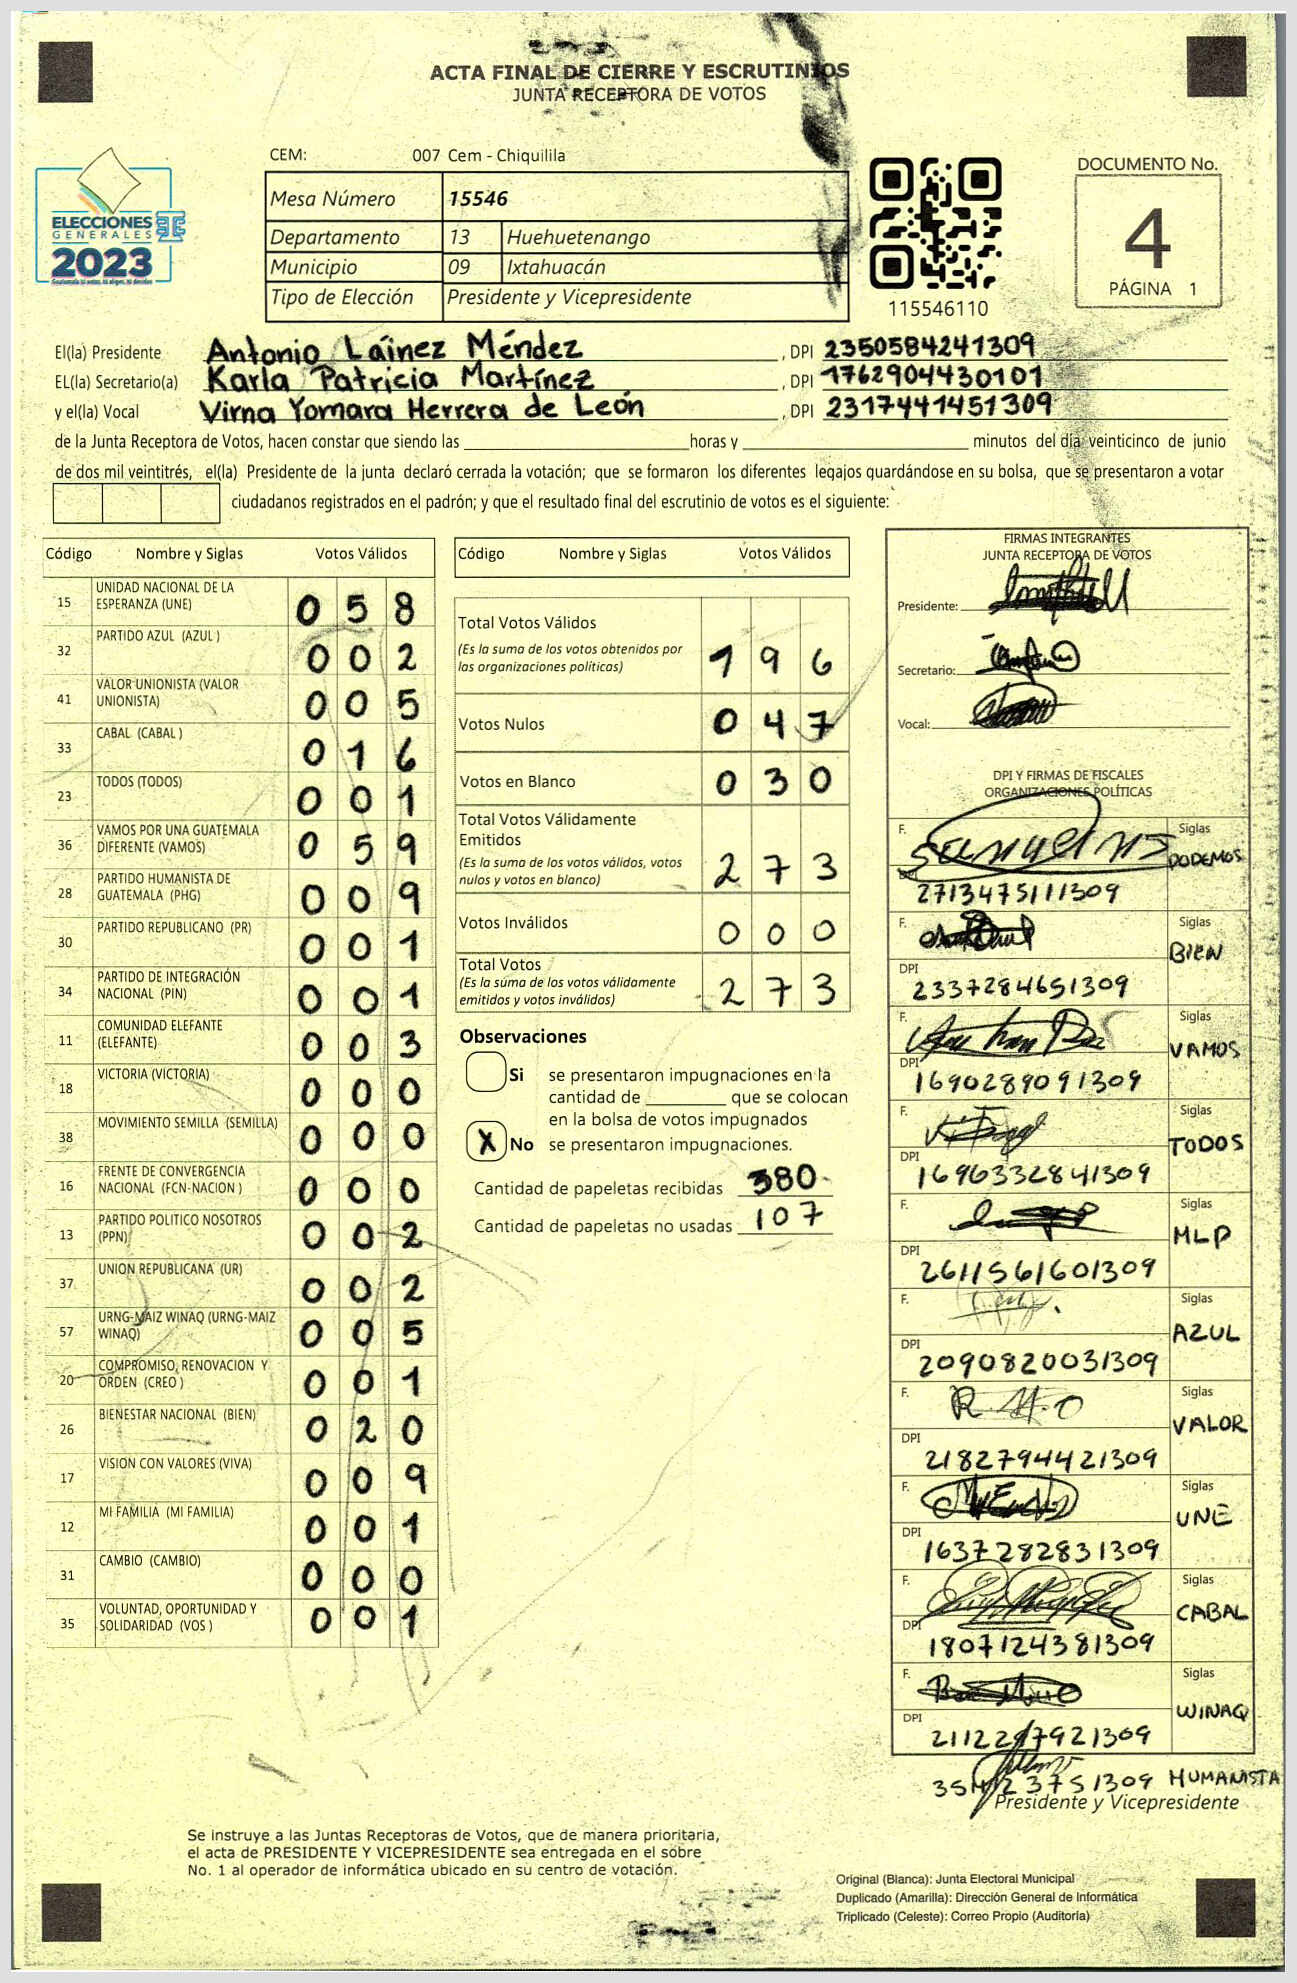 ACTA FINAL DE CIERRE Y ESCRUTINIOS
JUNTA RECEPTORA DE VOTOS
CEM: 007 Cem - Chiquilila
ELECCIONES
GENERALES
2023
Mesa Número 15546
Departamento 13 Huehuetenango
Municipio 09 Ixtahuacán
Tipo de Elección Presidente y Vicepresidente
115546110
DOCUMENTO No.
4
PÁGINA 1
El(la) Presidente Antonio Laínez Méndez , DPI 2350584241309
EL(la) Secretario(a) Karla Patricia Martínez , DPI 1762904430101
y el(la) Vocal Virna Yomara Herrera de León , DPI 2317441451309
de la Junta Receptora de Votos, hacen constar que siendo las horas y minutos del día veinticinco de junio
de dos mil veintitrés, el(la) Presidente de la junta declaró cerrada la votación; que se formaron los diferentes legajos guardándose en su bolsa, que se presentaron a votar
ciudadanos registrados en el padrón; y que el resultado final del escrutinio de votos es el siguiente:
Código Nombre y Siglas Votos Válidos
15 UNIDAD NACIONAL DE LA
ESPERANZA (UNE) 0 5 8
32 PARTIDO AZUL (AZUL ) 0 0 2
41 VALOR UNIONISTA (VALOR
UNIONISTA) 0 0 5
33 CABAL (CABAL ) 0 1 6
23 TODOS (TODOS) 0 0 1
36 VAMOS POR UNA GUATEMALA
DIFERENTE (VAMOS) 0 5 9
28 PARTIDO HUMANISTA DE
GUATEMALA (PHG) 0 0 9
30 PARTIDO REPUBLICANO (PR) 0 0 1
34 PARTIDO DE INTEGRACIÓN
NACIONAL (PIN) 0 0 1
11 COMUNIDAD ELEFANTE
(ELEFANTE) 0 0 3
18 VICTORIA (VICTORIA) 0 0 0
38 MOVIMIENTO SEMILLA (SEMILLA) 0 0 0
16 FRENTE DE CONVERGENCIA
NACIONAL (FCN-NACION ) 0 0 0
13 PARTIDO POLITICO NOSOTROS
(PPN) 0 0 2
37 UNION REPUBLICANA (UR) 0 0 2
57 URNG-MAIZ WINAQ (URNG-MAIZ
WINAQ) 0 0 5
20 COMPROMISO, RENOVACION Y
ORDEN (CREO ) 0 0 1
26 BIENESTAR NACIONAL (BIEN) 0 2 0
17 VISION CON VALORES (VIVA) 0 0 9
12 MI FAMILIA (MI FAMILIA) 0 0 1
31 CAMBIO (CAMBIO) 0 0 0
35 VOLUNTAD, OPORTUNIDAD Y
SOLIDARIDAD (VOS ) 0 0 1
Código Nombre y Siglas Votos Válidos
Total Votos Válidos
(Es la suma de los votos obtenidos por
las organizaciones políticas) 1 9 6
Votos Nulos 0 4 7
Votos en Blanco 0 3 0
Total Votos Válidamente
Emitidos
(Es la suma de los votos válidos, votos
nulos y votos en blanco) 2 7 3
Votos Inválidos 0 0 0
Total Votos
(Es la suma de los votos válidamente
emitidos y votos inválidos) 2 7 3
Observaciones
Si se presentaron impugnaciones en la
cantidad de que se colocan
en la bolsa de votos impugnados
X No se presentaron impugnaciones.
Cantidad de papeletas recibidas 380
Cantidad de papeletas no usadas 107
FIRMAS INTEGRANTES
JUNTA RECEPTORA DE VOTOS
Presidente:
Secretario:
Vocal:
DPI Y FIRMAS DE FISCALES
ORGANIZACIONES POLÍTICAS
F. Siglas
PODEMOS
DPI 2713475111309
F. Siglas
BIEN
DPI
2337284651309
F. Siglas
VAMOS
DPI
1690289091309
F. Siglas
TODOS
DPI
1696332841309
F. Siglas
MLP
DPI
2611561601309
F. Siglas
AZUL
DPI
2090820031309
F. Siglas
VALOR
DPI
2182794421309
F. Siglas
UNE
DPI
1637282831309
F. Siglas
CABAL
DPI
1807124381309
F. Siglas
WINAQ
DPI
HUMANISTA
Presidente y Vicepresidente
Se instruye a las Juntas Receptoras de Votos, que de manera prioritaria,
el acta de PRESIDENTE Y VICEPRESIDENTE sea entregada en el sobre
No. 1 al operador de informática ubicado en su centro de votación.
Original (Blanca): Junta Electoral Municipal
Duplicado (Amarilla): Dirección General de Informática
Triplicado (Celeste): Correo Propio (Auditoría)